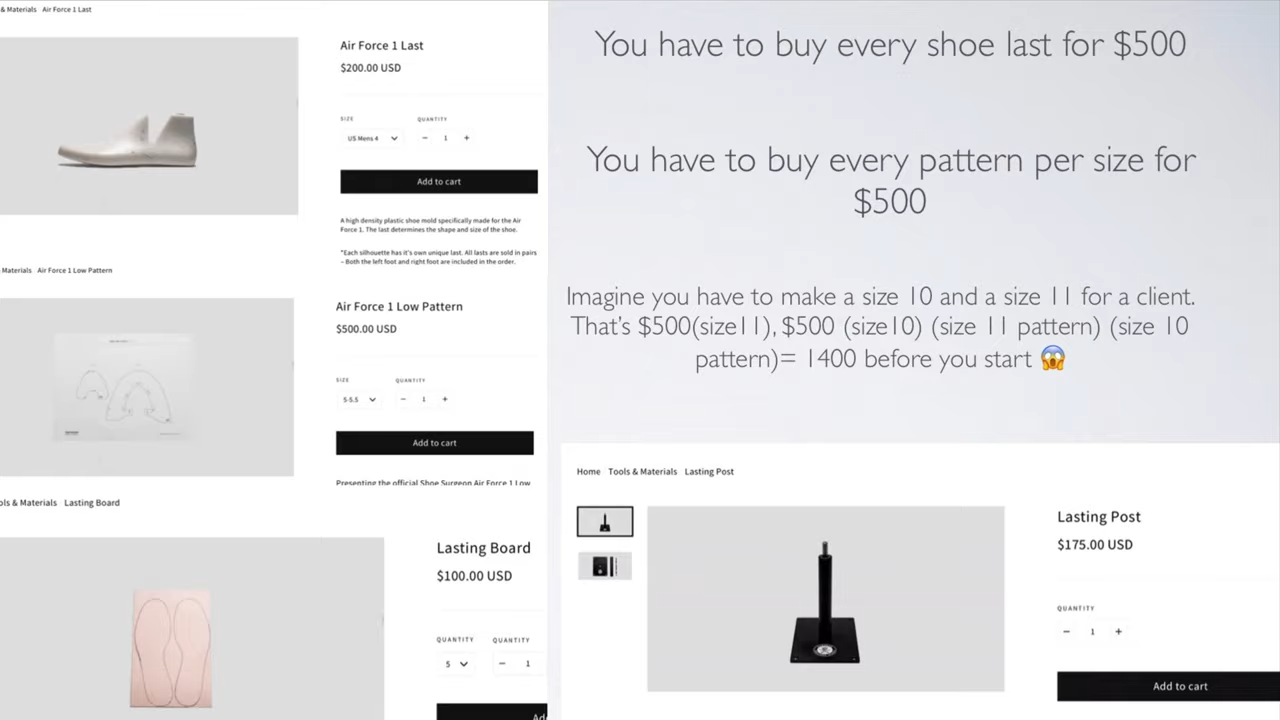 & Materials Air Force 1 Last
Air Force 1 Last
$200.00 USD
SIZE QUANTITY
US Mens 4 − 1 +
Add to cart
A high density plastic shoe mold specifically made for the Air
Force 1. The last determines the shape and size of the shoe.
*Each silhouette has it's own unique last. All lasts are sold in pairs
– Both the left foot and right foot are included in the order.
Materials Air Force 1 Low Pattern
Air Force 1 Low Pattern
$500.00 USD
SIZE QUANTITY
5-5.5 − 1 +
Add to cart
Presenting the official Shoe Surgeon Air Force 1 Low
ols & Materials Lasting Board
Lasting Board
$100.00 USD
QUANTITY QUANTITY
5 − 1
Ad
You have to buy every shoe last for $500
You have to buy every pattern per size for
$500
Imagine you have to make a size 10 and a size 11 for a client.
That's $500(size11), $500 (size10) (size 11 pattern) (size 10
pattern)= 1400 before you start 😱
Home Tools & Materials Lasting Post
Lasting Post
$175.00 USD
QUANTITY
− 1 +
Add to cart